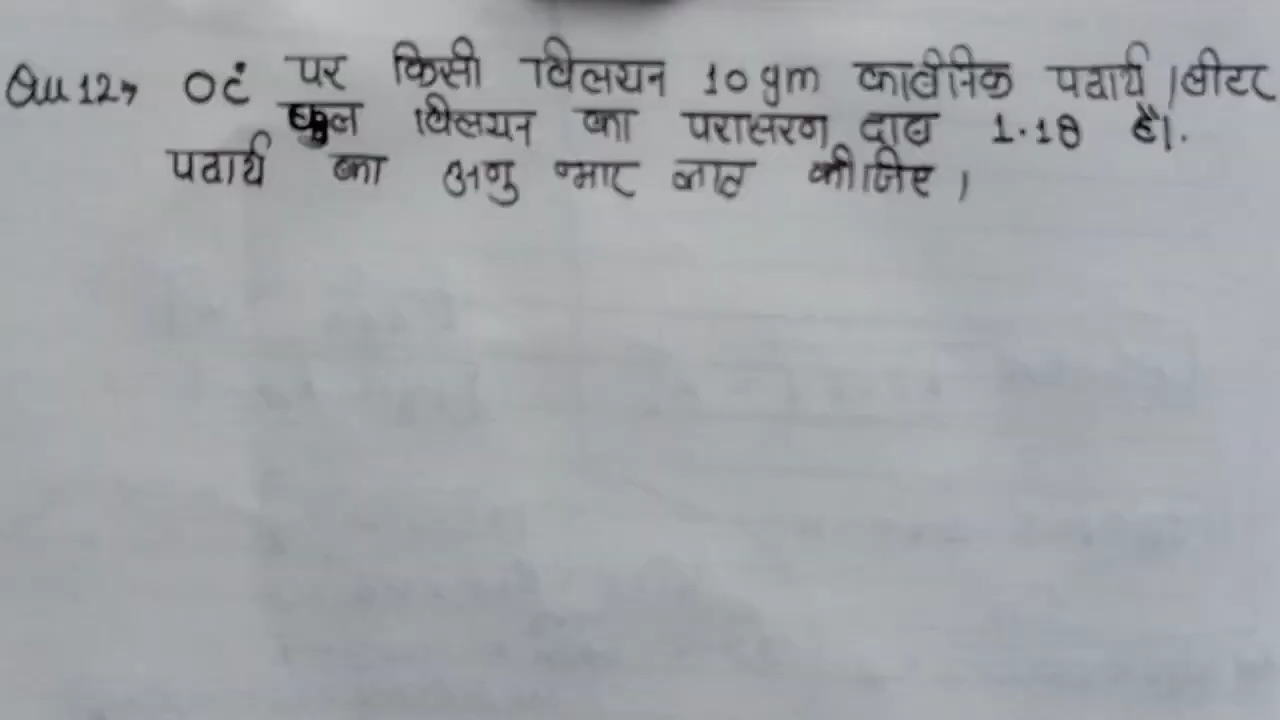 Qu 12→ 0℃ पर किसी विलयन 10 gm कार्बनिक पदार्थ / लीटर
कुल विलयन का परासरण दाब 1.18 है।
पदार्थ का अणु भार ज्ञात कीजिए।